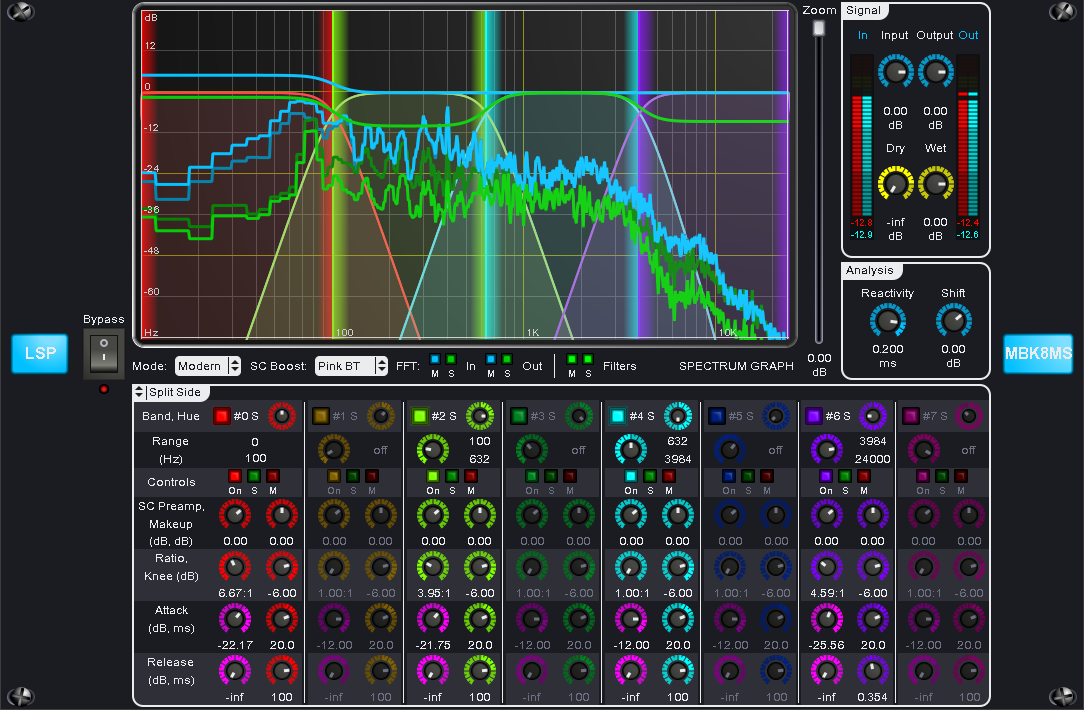 Zoom
Signal
dB
12
0
-12
-24
-36
-48
-60
Hz
100
1K
10K
In Input Output Out
0.00 0.00
dB dB
Dry Wet
-12.8 -12.4
-12.9 -inf 0.00 -12.6
dB dB
Analysis
Reactivity Shift
0.200 0.00
ms dB
Bypass
LSP
MBK8MS
0.00
dB
Mode: Modern SC Boost: Pink BT FFT: M S In M S Out M S Filters SPECTRUM GRAPH
Split Side
Band, Hue #0 S #1 S #2 S #3 S #4 S #5 S #6 S #7 S
Range 0 off 100 off 632 off 3984 off
(Hz) 100 632 3984 24000
Controls
On S M On S M On S M On S M On S M On S M On S M On S M
SC Preamp,
Makeup
(dB, dB) 0.00 0.00 0.00 0.00 0.00 0.00 0.00 0.00 0.00 0.00 0.00 0.00 0.00 0.00 0.00 0.00
Ratio,
Knee (dB)
6.67:1 -6.00 1.00:1 -6.00 3.95:1 -6.00 1.00:1 -6.00 1.00:1 -6.00 1.00:1 -6.00 4.59:1 -6.00 1.00:1 -6.00
Attack
(dB, ms)
-22.17 20.0 -12.00 20.0 -21.75 20.0 -12.00 20.0 -12.00 20.0 -12.00 20.0 -25.56 20.0 -12.00 20.0
Release
(dB, ms)
-inf 100 -inf 100 -inf 100 -inf 100 -inf 100 -inf 100 -inf 0.354 -inf 100